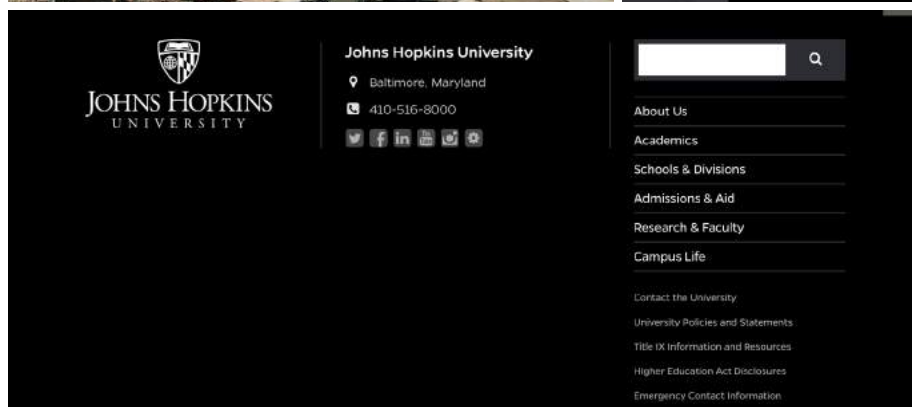 JOHNS HOPKINS
UNIVERSITY
Johns Hopkins University
Baltimore, Maryland
410-516-8000
About Us
Academics
Schools & Divisions
Admissions & Aid
Research & Faculty
Campus Life
Contact the University
University Policies and Statements
Title IX Information and Resources
Higher Education Act Disclosures
Emergency Contact Information